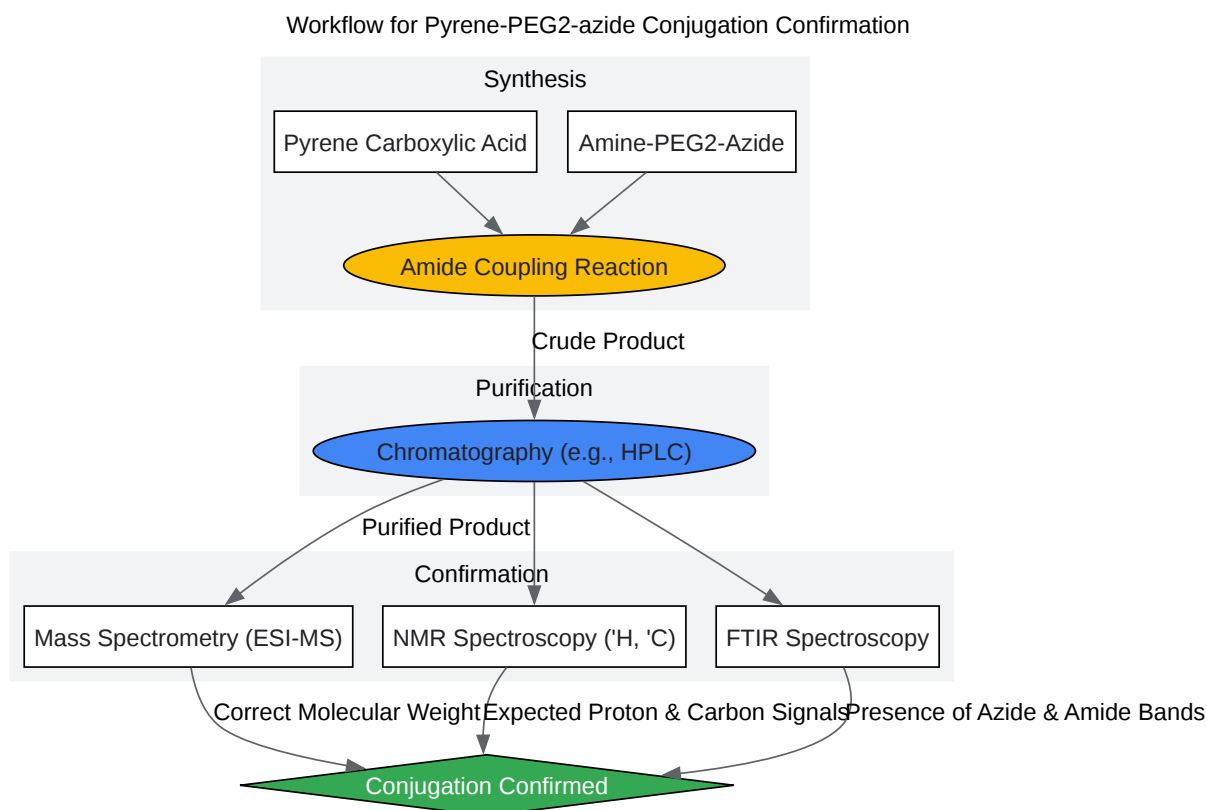 Workflow for Pyrene-PEG2-azide Conjugation Confirmation
Synthesis
Pyrene Carboxylic Acid
Amine-PEG2-Azide
Amide Coupling Reaction
Crude Product
Purification
Chromatography (e.g., HPLC)
Purified Product
Confirmation
Mass Spectrometry (ESI-MS)
NMR Spectroscopy ('H, 'C)
FTIR Spectroscopy
Correct Molecular Weight
Expected Proton & Carbon Signals
Presence of Azide & Amide Bands
Conjugation Confirmed